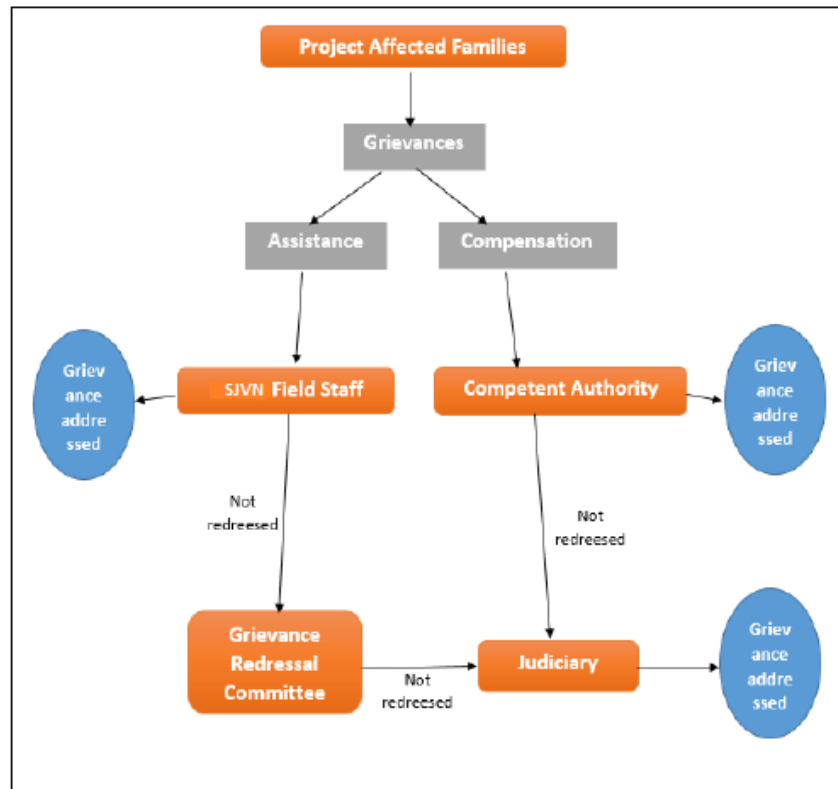 Project Affected Families
Grievances
Assistance
Compensation
Griev
ance
addre
ssed
SJVN Field Staff
Competent Authority
Griev
ance
addre
ssed
Not
redreesed
Not
redreesed
Grievance
Redressal
Committee
Not
redreesed
Judiciary
Griev
ance
addre
ssed